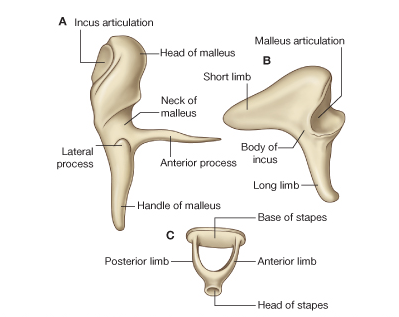 A
Incus articulation
Head of malleus
Neck of
malleus
Lateral
process
Anterior process
Handle of malleus
Malleus articulation
B
Short limb
Body of
incus
Long limb
C
Base of stapes
Posterior limb
Anterior limb
Head of stapes